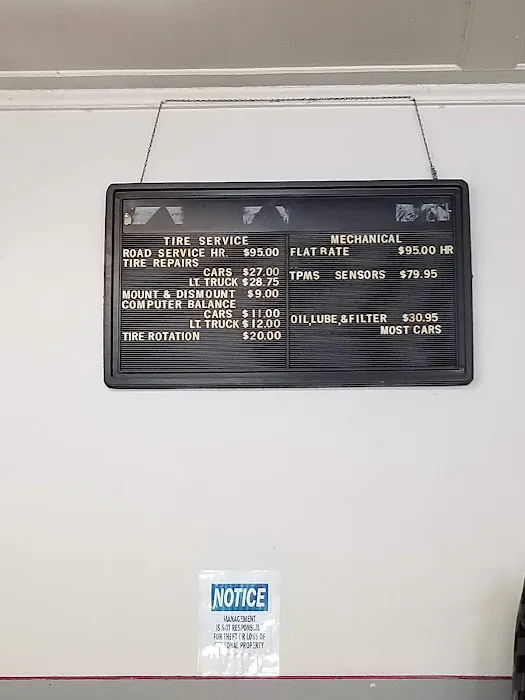 TIRE SERVICE
ROAD SERVICE HR. $95.00
TIRE REPAIRS
CARS $27.00
LT. TRUCK $28.75
MOUNT & DISMOUNT $9.00
COMPUTER BALANCE
CARS $11.00
LT. TRUCK $12.00
TIRE ROTATION $20.00
MECHANICAL
FLAT RATE $95.00 HR
TPMS SENSORS $79.95
OIL,LUBE,&FILTER $30.95
MOST CARS
NOTICE
MANAGEMENT
IS NOT RESPONSIBLE
FOR THEFT OR LOSS OF
PERSONAL PROPERTY